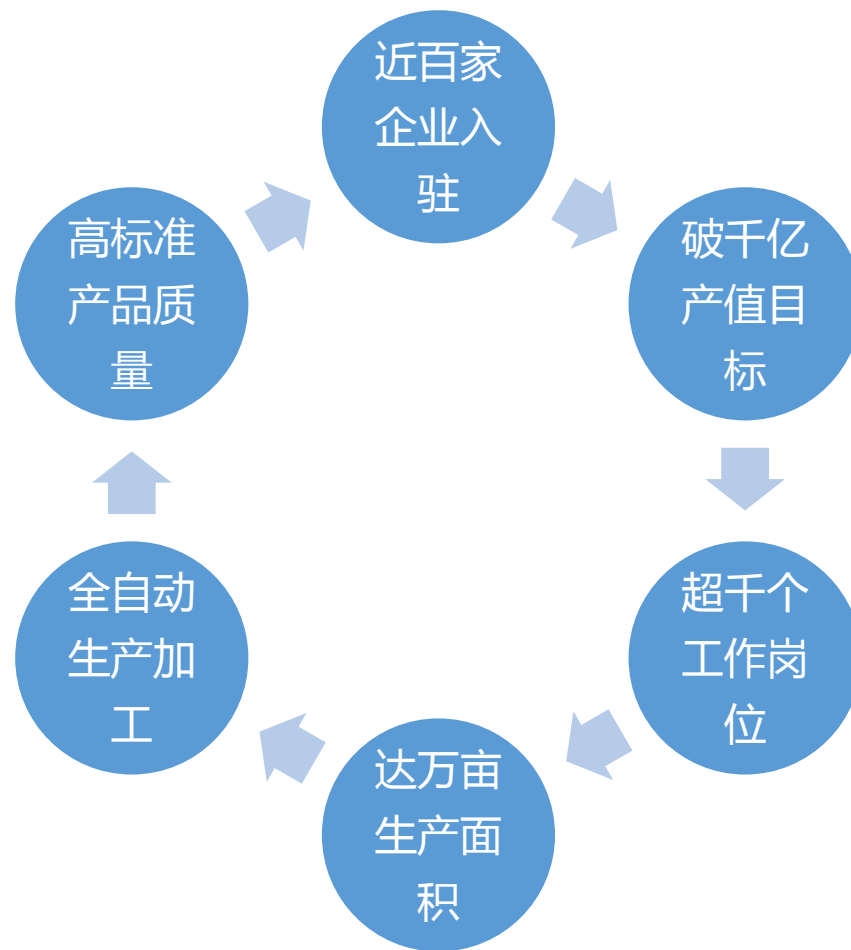 近百家
企业入
驻
破千亿
产值目
标
超千个
工作岗
位
达万亩
生产面
积
全自动
生产加
工
高标准
产品质
量